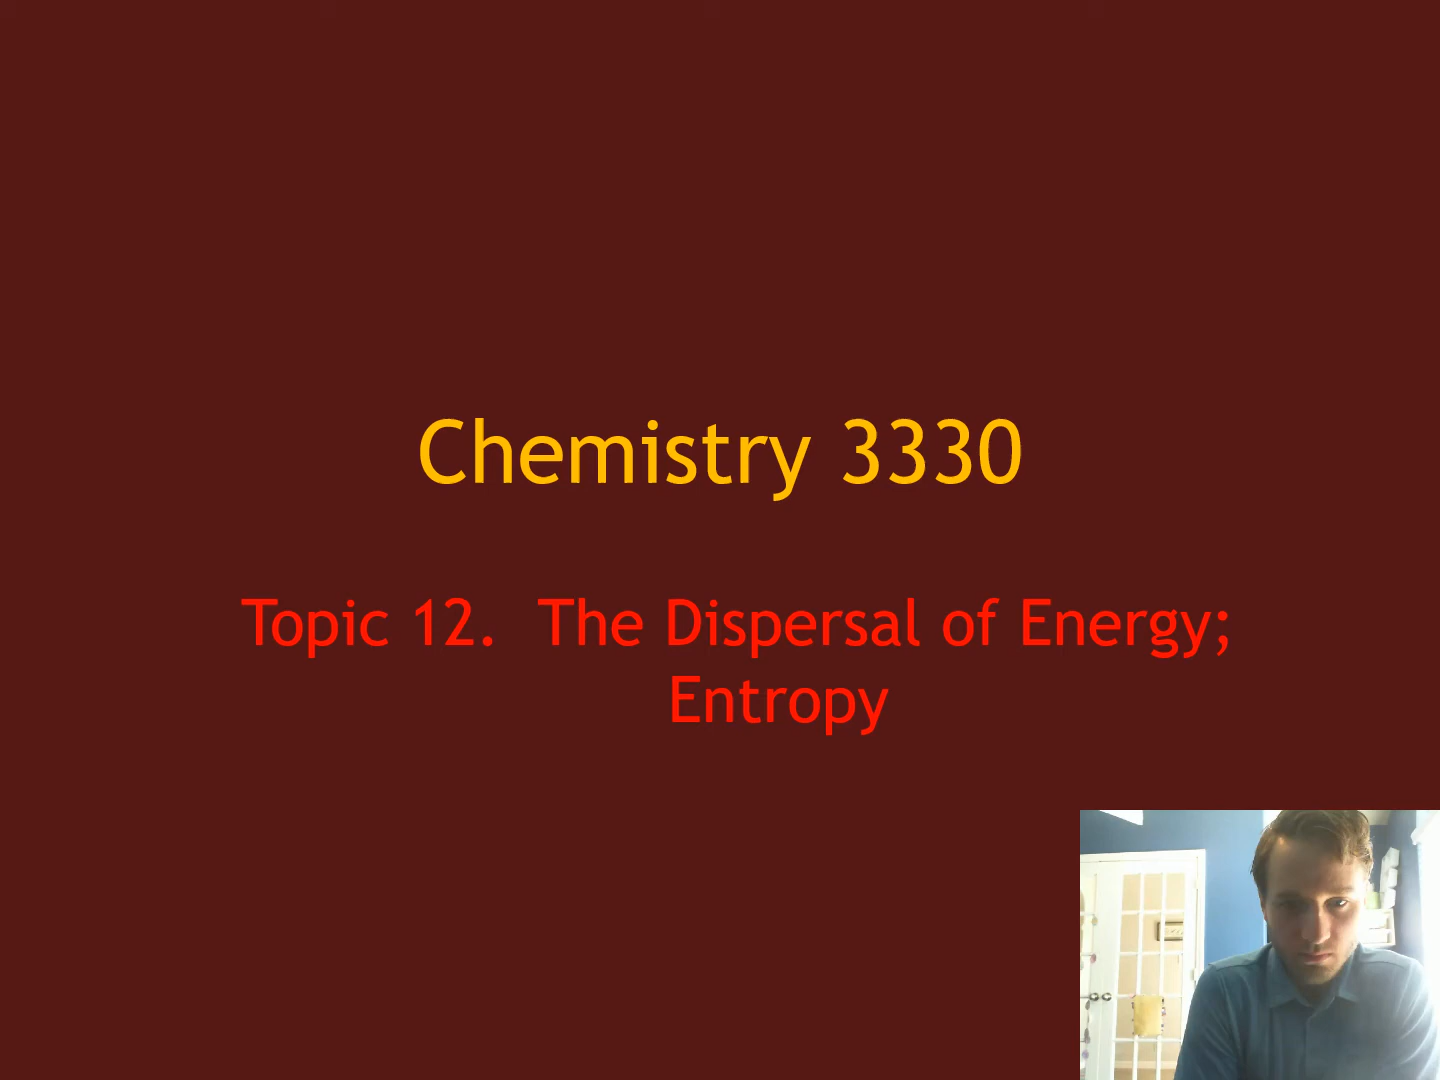 Chemistry 3330
Topic 12. The Dispersal of Energy;
Entropy